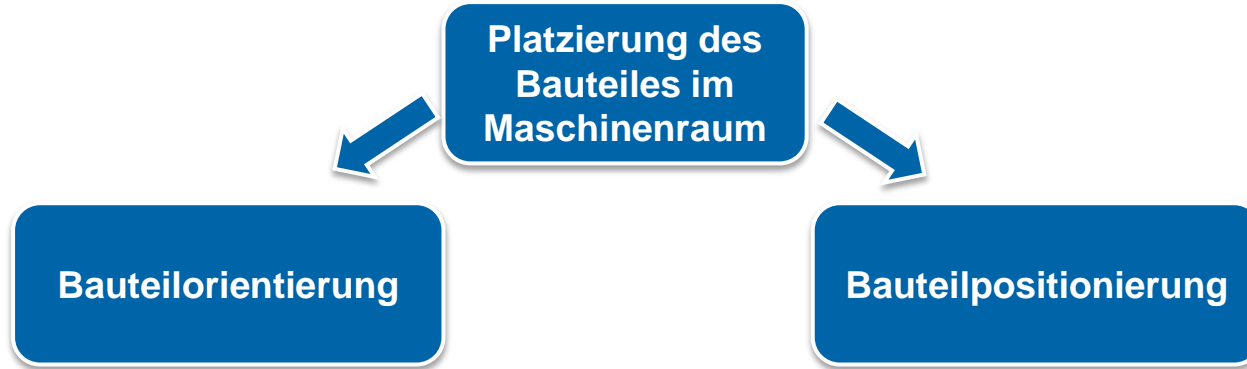 Platzierung des
Bauteiles im
Maschinenraum
Bauteilorientierung
Bauteilpositionierung